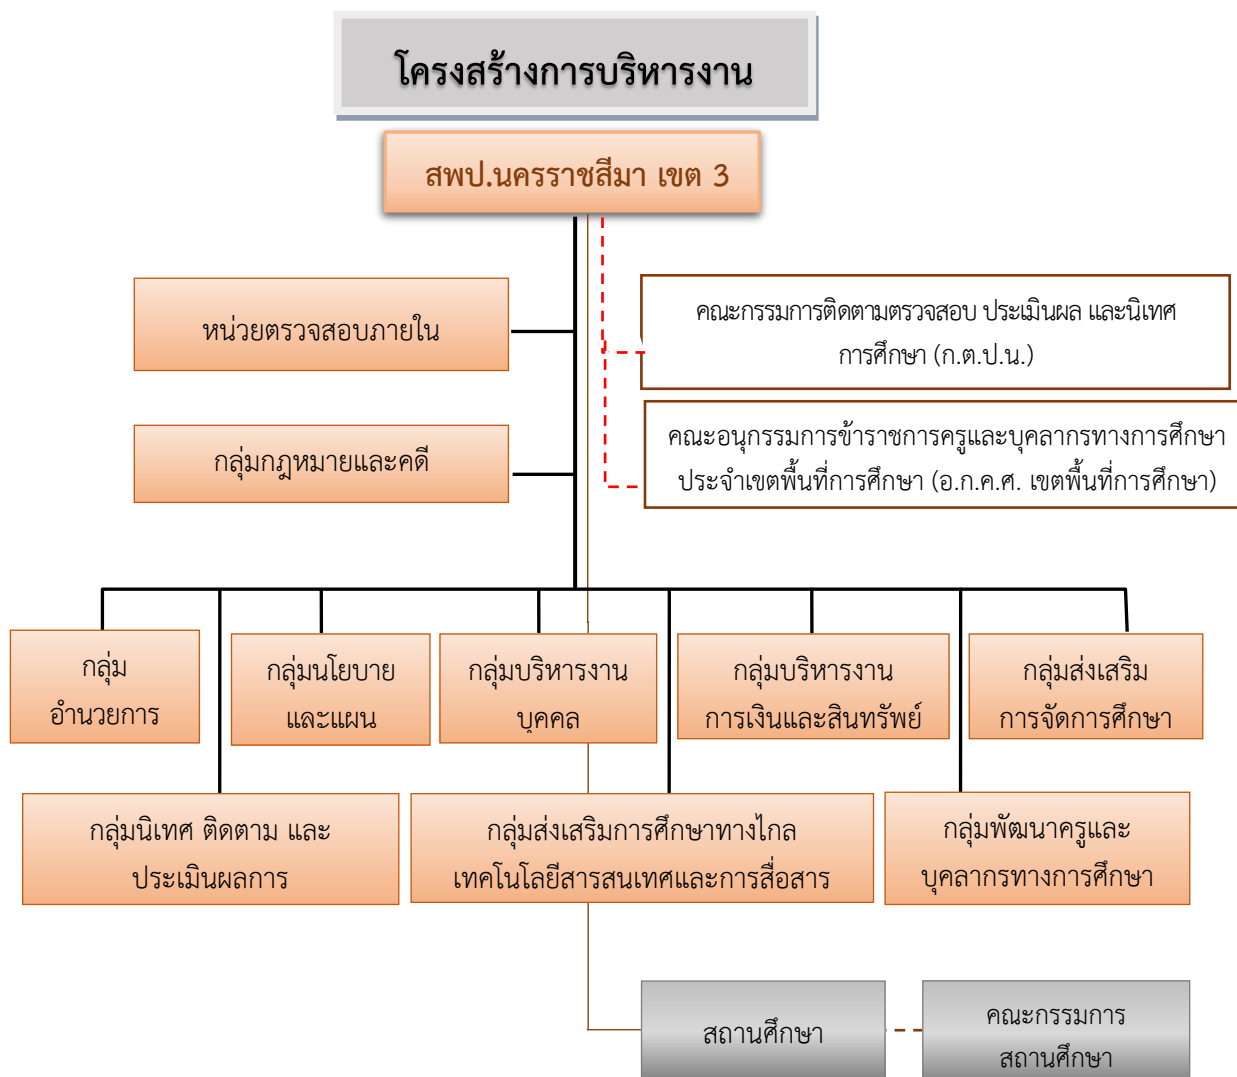 โครงสร้างการบริหารงาน
สพป.นครราชสีมา เขต 3
หน่วยตรวจสอบภายใน
คณะกรรมการติดตามตรวจสอบ ประเมินผล และนิเทศ
การศึกษา (ก.ต.ป.น.)
กลุ่มกฎหมายและคดี
คณะอนุกรรมการข้าราชการครูและบุคลากรทางการศึกษา
ประจำเขตพื้นที่การศึกษา (อ.ก.ค.ศ. เขตพื้นที่การศึกษา)
กลุ่ม
อำนวยการ
กลุ่มนโยบาย
และแผน
กลุ่มบริหารงาน
บุคคล
กลุ่มบริหารงาน
การเงินและสินทรัพย์
กลุ่มส่งเสริม
การจัดการศึกษา
กลุ่มนิเทศ ติดตาม และ
ประเมินผลการ
กลุ่มส่งเสริมการศึกษาทางไกล
เทคโนโลยีสารสนเทศและการสื่อสาร
กลุ่มพัฒนาครูและ
บุคลากรทางการศึกษา
สถานศึกษา
คณะกรรมการ
สถานศึกษา